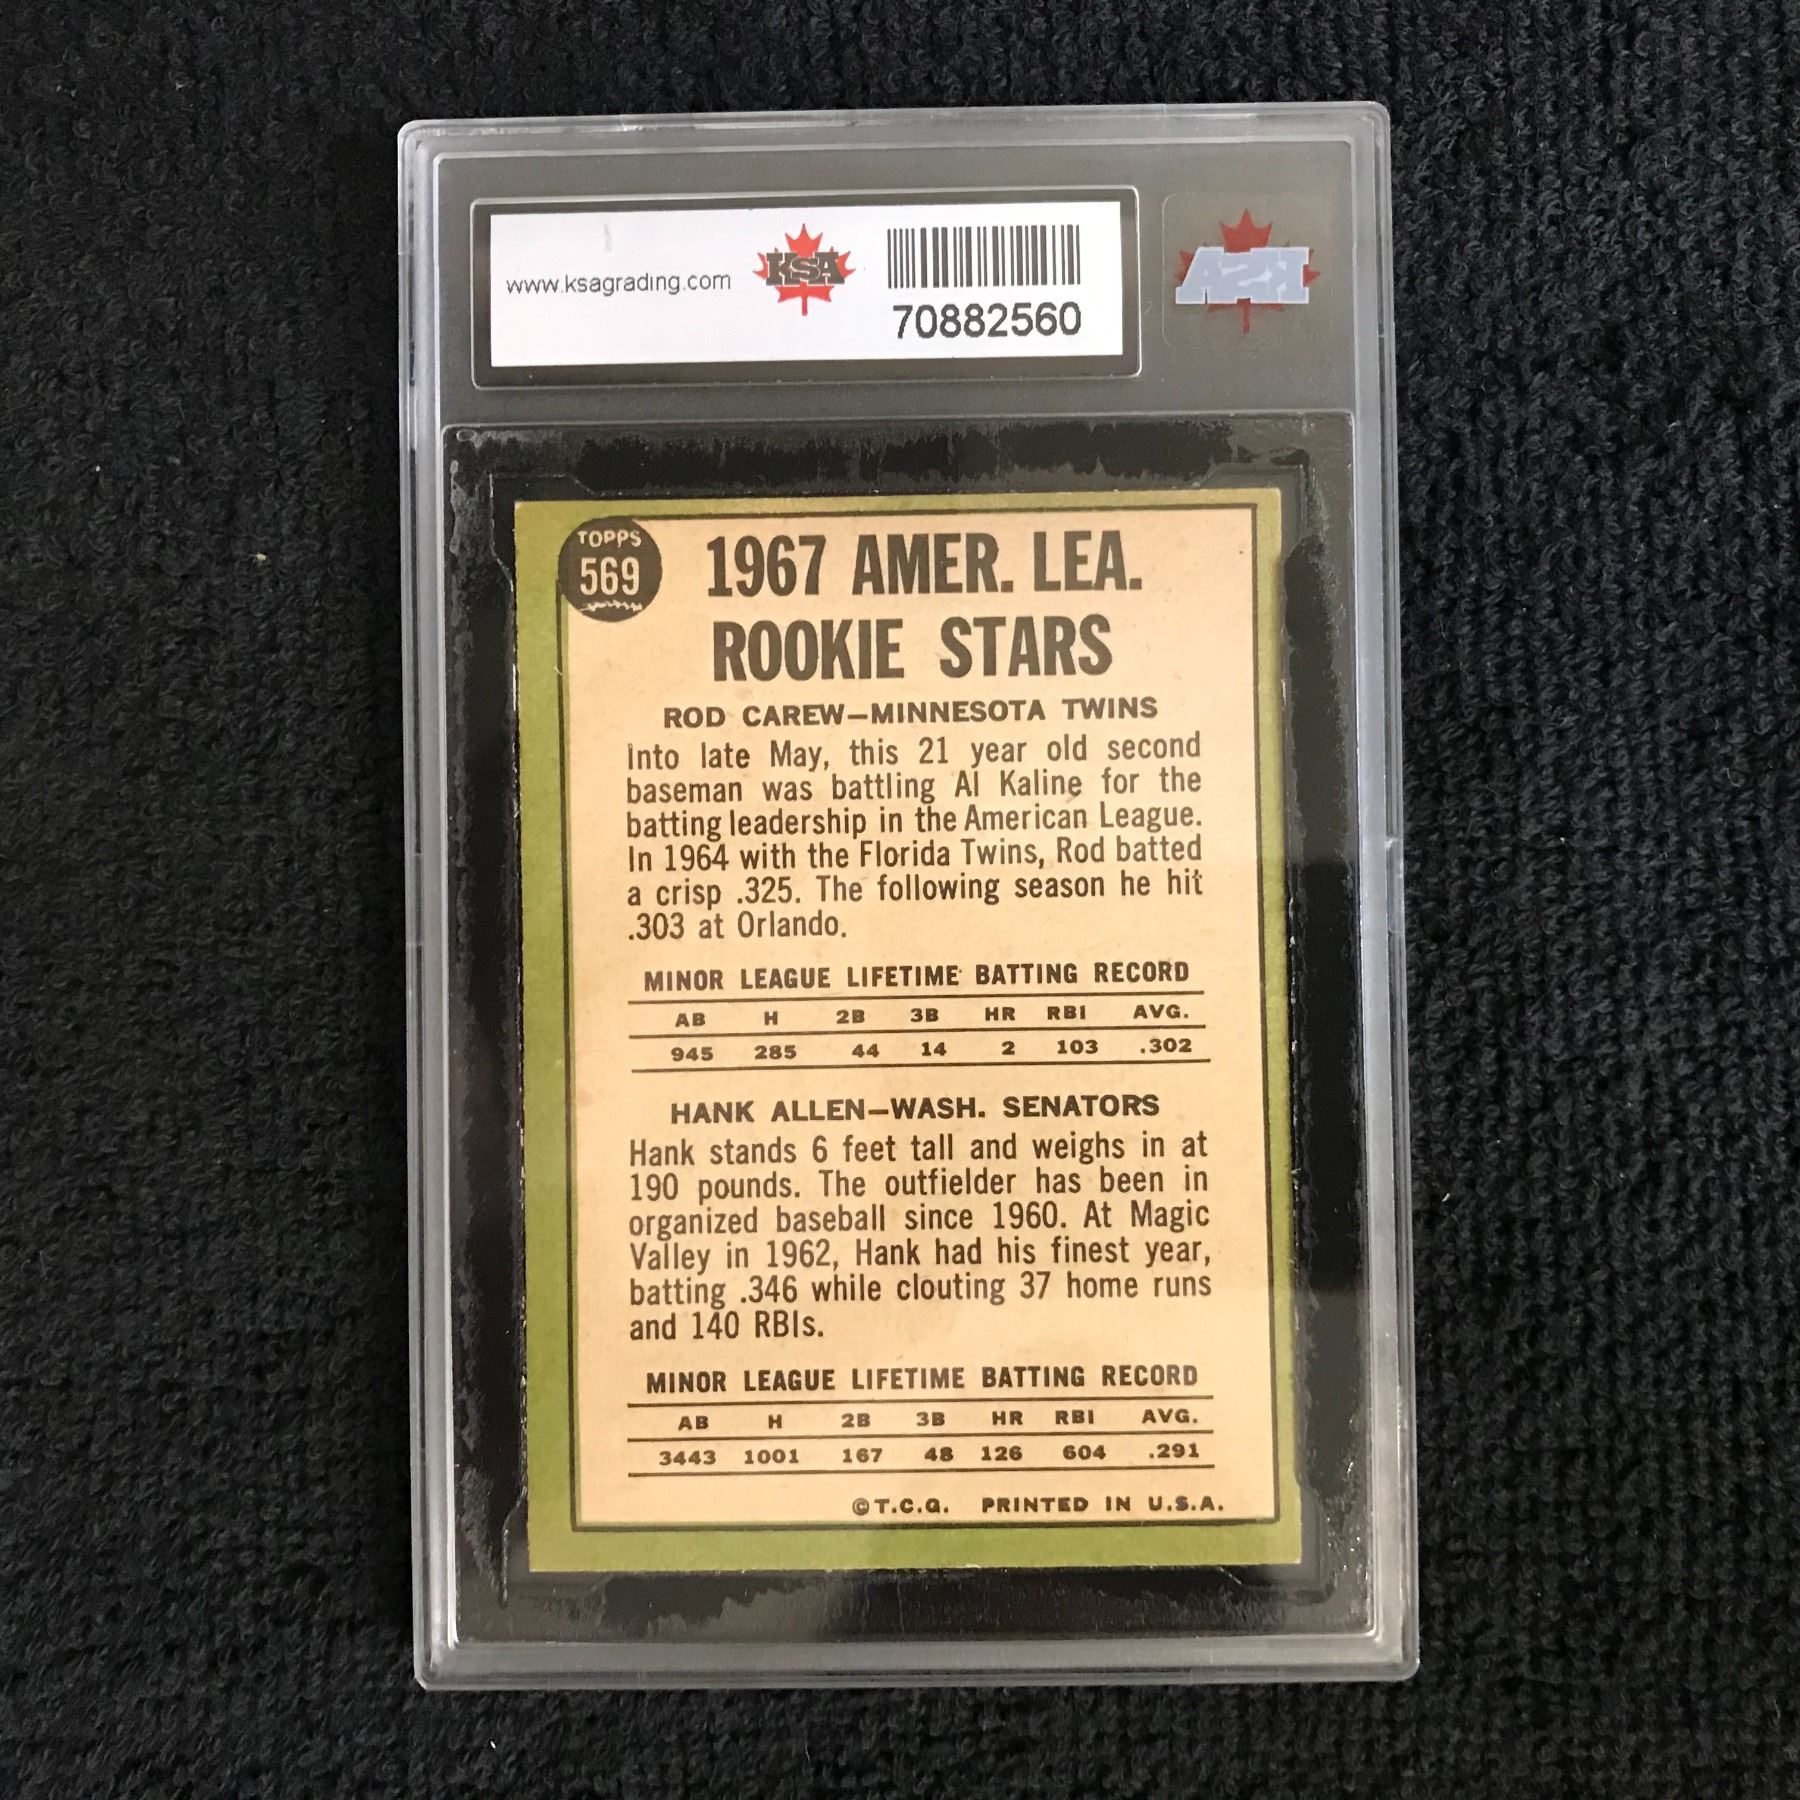 www.ksagrading.com
KSA
70882560
KSA
TOPPS
569
1967 AMER. LEA.
ROOKIE STARS
ROD CAREW—MINNESOTA TWINS
Into late May, this 21 year old second
baseman was battling Al Kaline for the
batting leadership in the American League.
In 1964 with the Florida Twins, Rod batted
a crisp .325. The following season he hit
.303 at Orlando.
MINOR LEAGUE LIFETIME BATTING RECORD
AB H 2B 3B HR RBI AVG.
945 285 44 14 2 103 .302
HANK ALLEN—WASH. SENATORS
Hank stands 6 feet tall and weighs in at
190 pounds. The outfielder has been in
organized baseball since 1960. At Magic
Valley in 1962, Hank had his finest year,
batting .346 while clouting 37 home runs
and 140 RBIs.
MINOR LEAGUE LIFETIME BATTING RECORD
AB H 2B 3B HR RBI AVG.
3443 1001 167 48 126 604 .291
©T.C.G. PRINTED IN U.S.A.